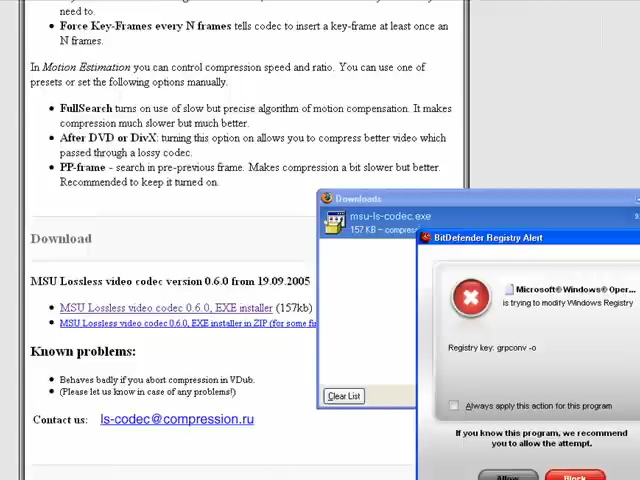 need to.
Force Key-Frames every N frames tells codec to insert a key-frame at least once an
N frames.
In Motion Estimation you can control compression speed and ratio. You can use one of
presets or set the following options manually.
FullSearch turns on use of slow but precise algorithm of motion compensation. It makes
compression much slower but much better.
After DVD or DivX: turning this option on allows you to compress better video which
passed through a lossy codec.
PP-frame - search in pre-previous frame. Makes compression a bit slower but better.
Recommended to keep it turned on.
Download
MSU Lossless video codec version 0.6.0 from 19.09.2005
MSU Lossless video codec 0.6.0, EXE installer (157kb)
MSU Lossless video codec 0.6.0, EXE installer in ZIP (for some fi
Known problems:
Behaves badly if you abort compression in VDub.
(Please let us know in case of any problems!)
Contact us: ls-codec@compression.ru
Downloads
msu-ls-codec.exe
157 KB - compress
Clear List
BitDefender Registry Alert
Microsoft® Windows® Oper...
is trying to modify Windows Registry
Registry key: grpconv -o
Always apply this action for this program
If you know this program, we recommend
you to allow the attempt.
Allow
Block